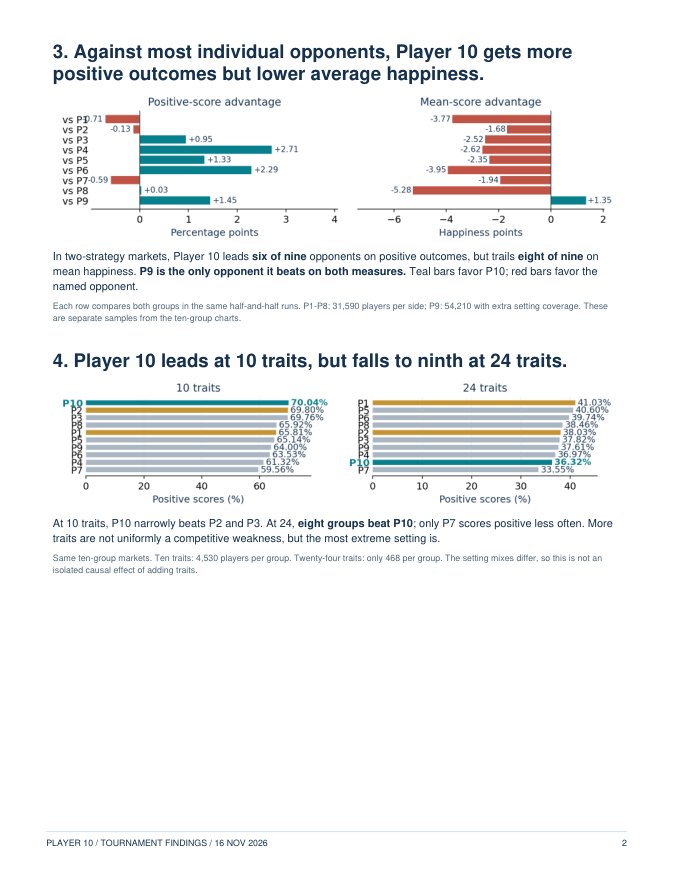 3. Against most individual opponents, Player 10 gets more
positive outcomes but lower average happiness.
Positive-score advantage
vs P1 -0.71
vs P2 -0.13
vs P3 +0.95
vs P4 +2.71
vs P5 +1.33
vs P6 +2.29
vs P7 -0.59
vs P8 +0.03
vs P9 +1.45
0 1 2 3 4
Percentage points
Mean-score advantage
-3.77
-1.68
-2.52
-2.62
-2.35
-3.95
-1.94
-5.28
+1.35
−6 −4 −2 0 2
Happiness points
In two-strategy markets, Player 10 leads six of nine opponents on positive outcomes, but trails eight of nine on
mean happiness. P9 is the only opponent it beats on both measures. Teal bars favor P10; red bars favor the
named opponent.
Each row compares both groups in the same half-and-half runs. P1-P8: 31,590 players per side; P9: 54,210 with extra setting coverage. These
are separate samples from the ten-group charts.
4. Player 10 leads at 10 traits, but falls to ninth at 24 traits.
10 traits
P10 70.04%
P2 69.80%
P3 69.76%
P8 65.92%
P1 65.81%
P5 65.14%
P9 64.00%
P6 63.53%
P4 61.32%
P7 59.56%
0 20 40 60
Positive scores (%)
24 traits
P1 41.03%
P5 40.60%
P6 39.74%
P8 38.46%
P2 38.03%
P3 37.82%
P9 37.61%
P4 36.97%
P10 36.32%
P7 33.55%
0 10 20 30 40
Positive scores (%)
At 10 traits, P10 narrowly beats P2 and P3. At 24, eight groups beat P10; only P7 scores positive less often. More
traits are not uniformly a competitive weakness, but the most extreme setting is.
Same ten-group markets. Ten traits: 4,530 players per group. Twenty-four traits: only 468 per group. The setting mixes differ, so this is not an
isolated causal effect of adding traits.
PLAYER 10 / TOURNAMENT FINDINGS / 16 NOV 2026 2